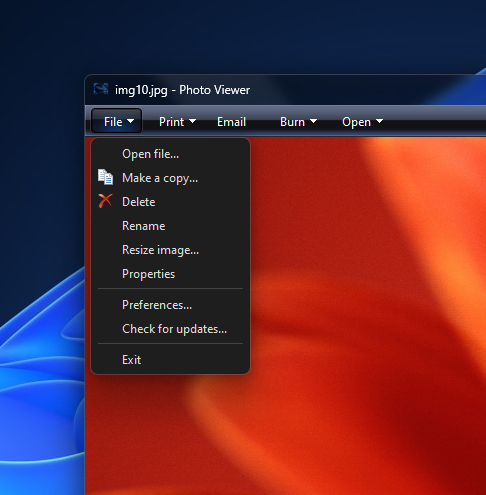 img10.jpg - Photo Viewer
File Print Email Burn Open
Open file...
Make a copy...
Delete
Rename
Resize image...
Properties
Preferences...
Check for updates...
Exit